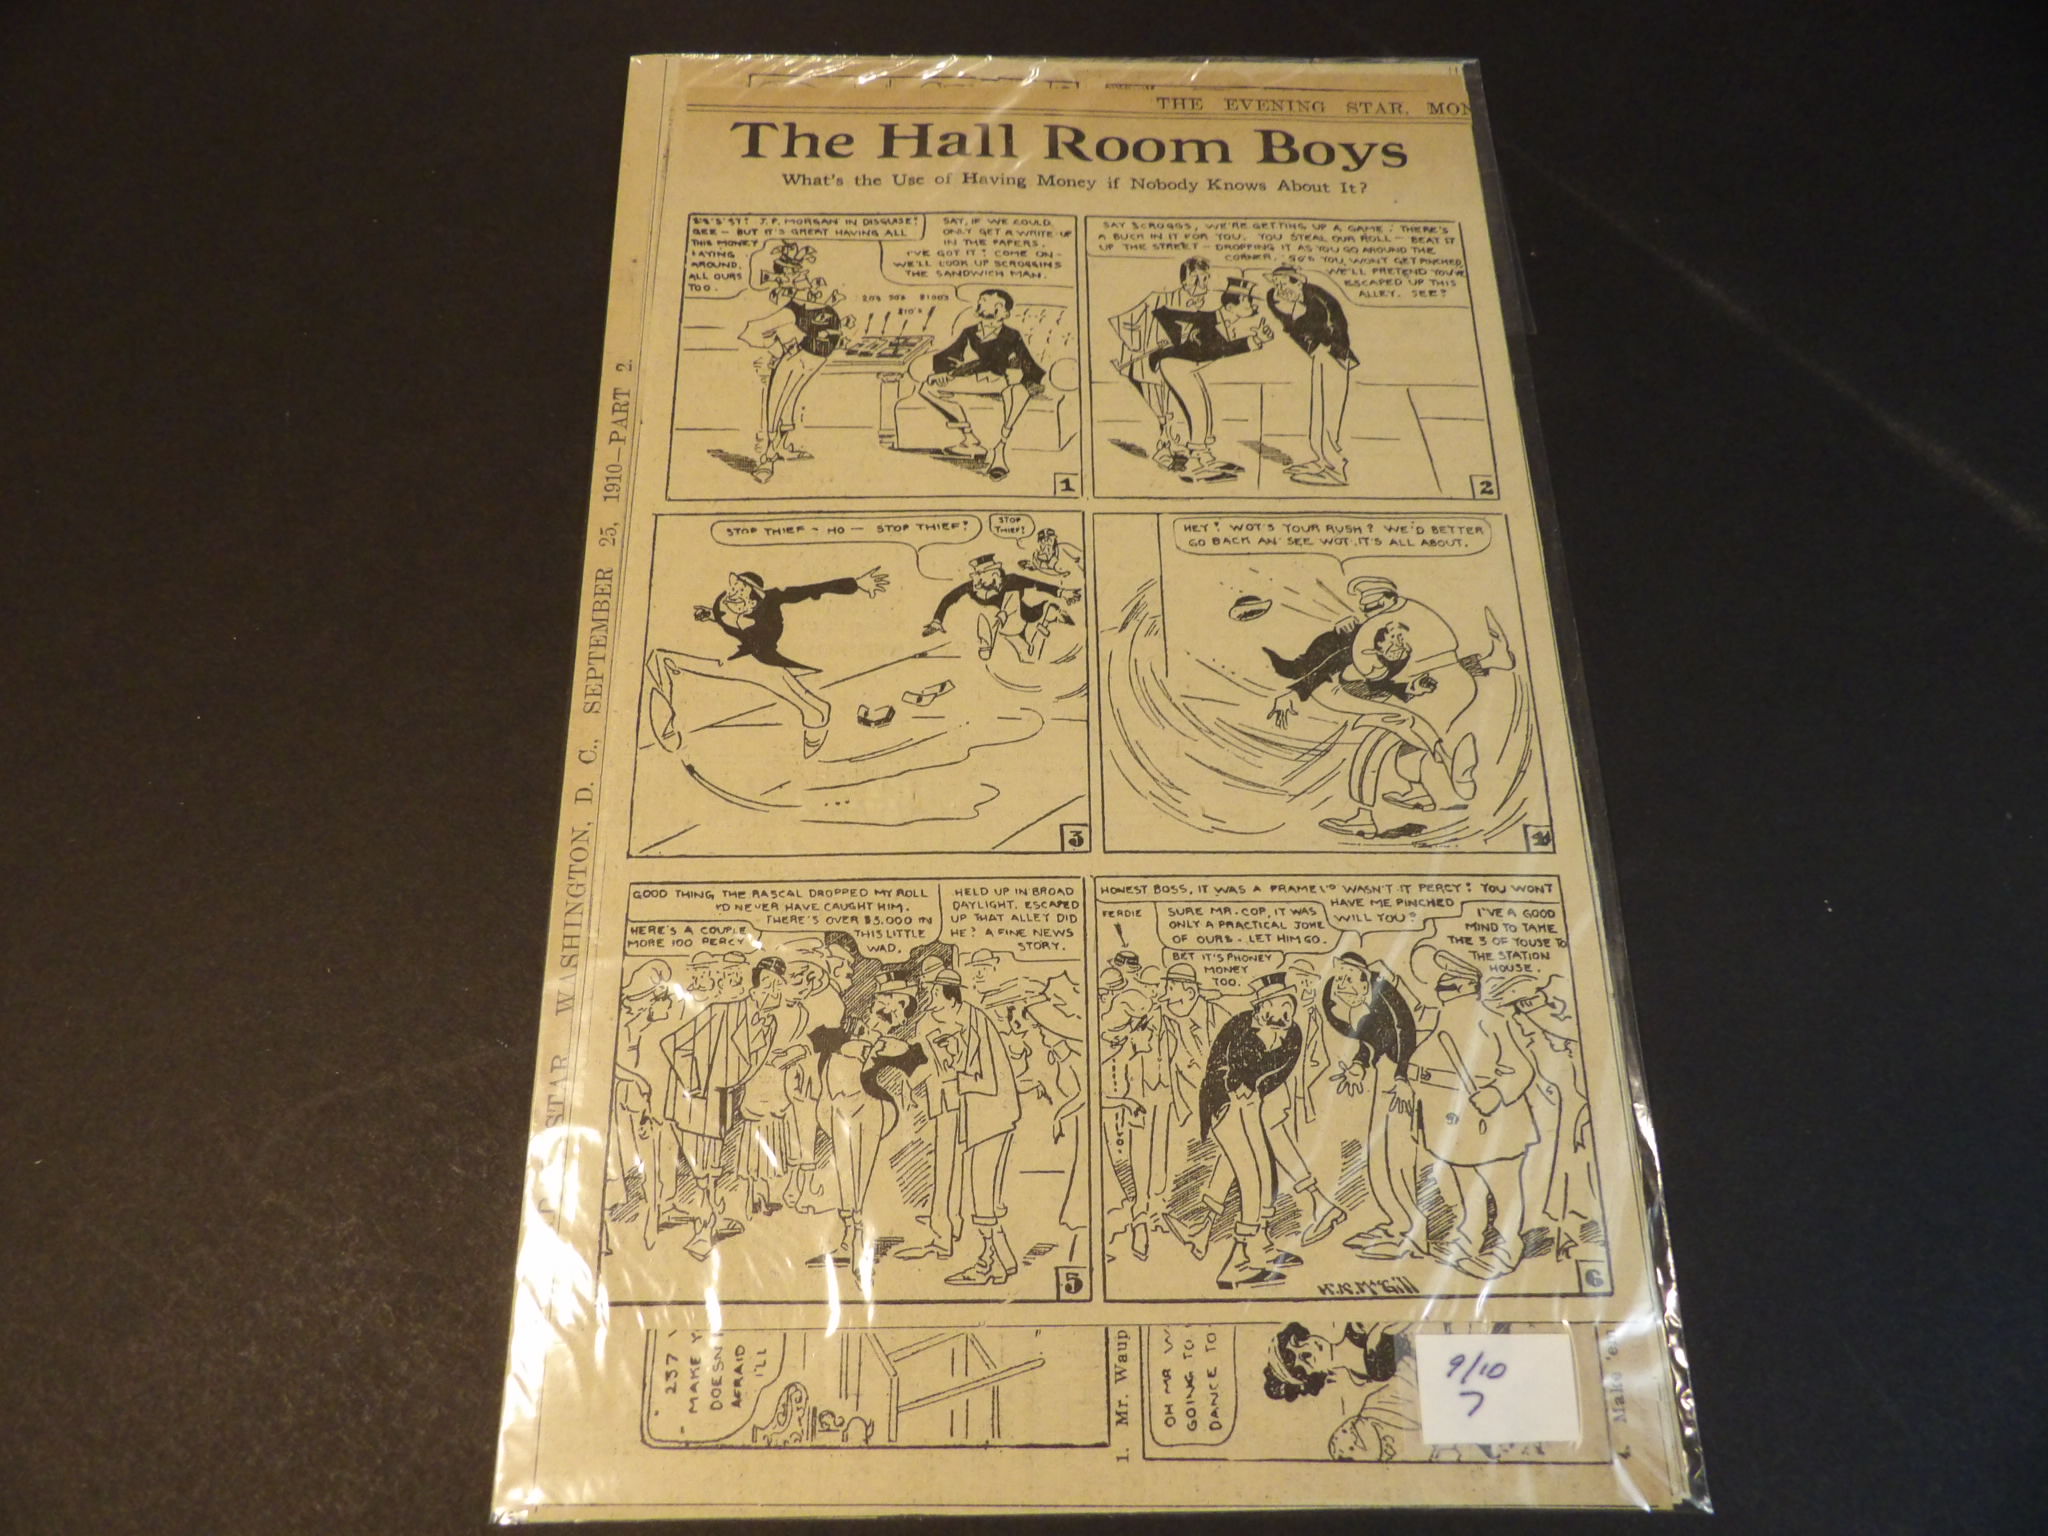 THE EVENING STAR, MON
The Hall Room Boys
What's the Use of Having Money if Nobody Knows About It?
STAR WASHINGTON, D. C., SEPTEMBER 25, 1910—PART 2.
S'S'S'ST! J.P. MORGAN IN DISGUISE!
GEE — BUT IT'S GREAT HAVING ALL
THIS MONEY
LAYING
AROUND,
ALL OURS
TOO.
SAY, IF WE COULD
ONLY GET A WRITE-UP
IN THE PAPERS.
I'VE GOT IT! COME ON-
WE'LL LOOK UP SCROGGINS
THE SANDWICH MAN.
20's 50's $100's
$10's
1
SAY SCROGGS, WE'RE GETTING UP A GAME. THERE'S
A BUCK IN IT FOR YOU. YOU STEAL OUR ROLL — BEAT IT
UP THE STREET — DROPPING IT AS YOU GO AROUND THE
CORNER, SO'S YOU WON'T GET PINCHED,
WE'LL PRETEND YOU'VE
ESCAPED UP THIS
ALLEY. SEE?
2
STOP THIEF — HO — STOP THIEF!
STOP
THIEF!
3
HEY! WOT'S YOUR RUSH? WE'D BETTER
GO BACK AN' SEE WOT IT'S ALL ABOUT.
4
GOOD THING THE RASCAL DROPPED MY ROLL
I'D NEVER HAVE CAUGHT HIM.
THERE'S OVER $5,000 IN
THIS LITTLE
WAD.
HERE'S A COUPLE
MORE 100 PERCY
HELD UP IN BROAD
DAYLIGHT. ESCAPED
UP THAT ALLEY DID
HE? A FINE NEWS
STORY.
5
HONEST BOSS, IT WAS A FRAME WASN'T IT PERCY! YOU WON'T
HAVE ME PINCHED
WILL YOU?
FERDIE
!
SURE MR. COP, IT WAS
ONLY A PRACTICAL JOKE
OF OURS. LET HIM GO.
BET IT'S PHONEY
MONEY
TOO.
I'VE A GOOD
MIND TO TAKE
THE 3 OF YOUSE TO
THE STATION
HOUSE.
6
237
MAKE Y
DOESN'
AFRAID
I'LL
1. Mr. Waup
OH MR W
GOING TO
DANCE TO
4. Make 'em
9/10
7